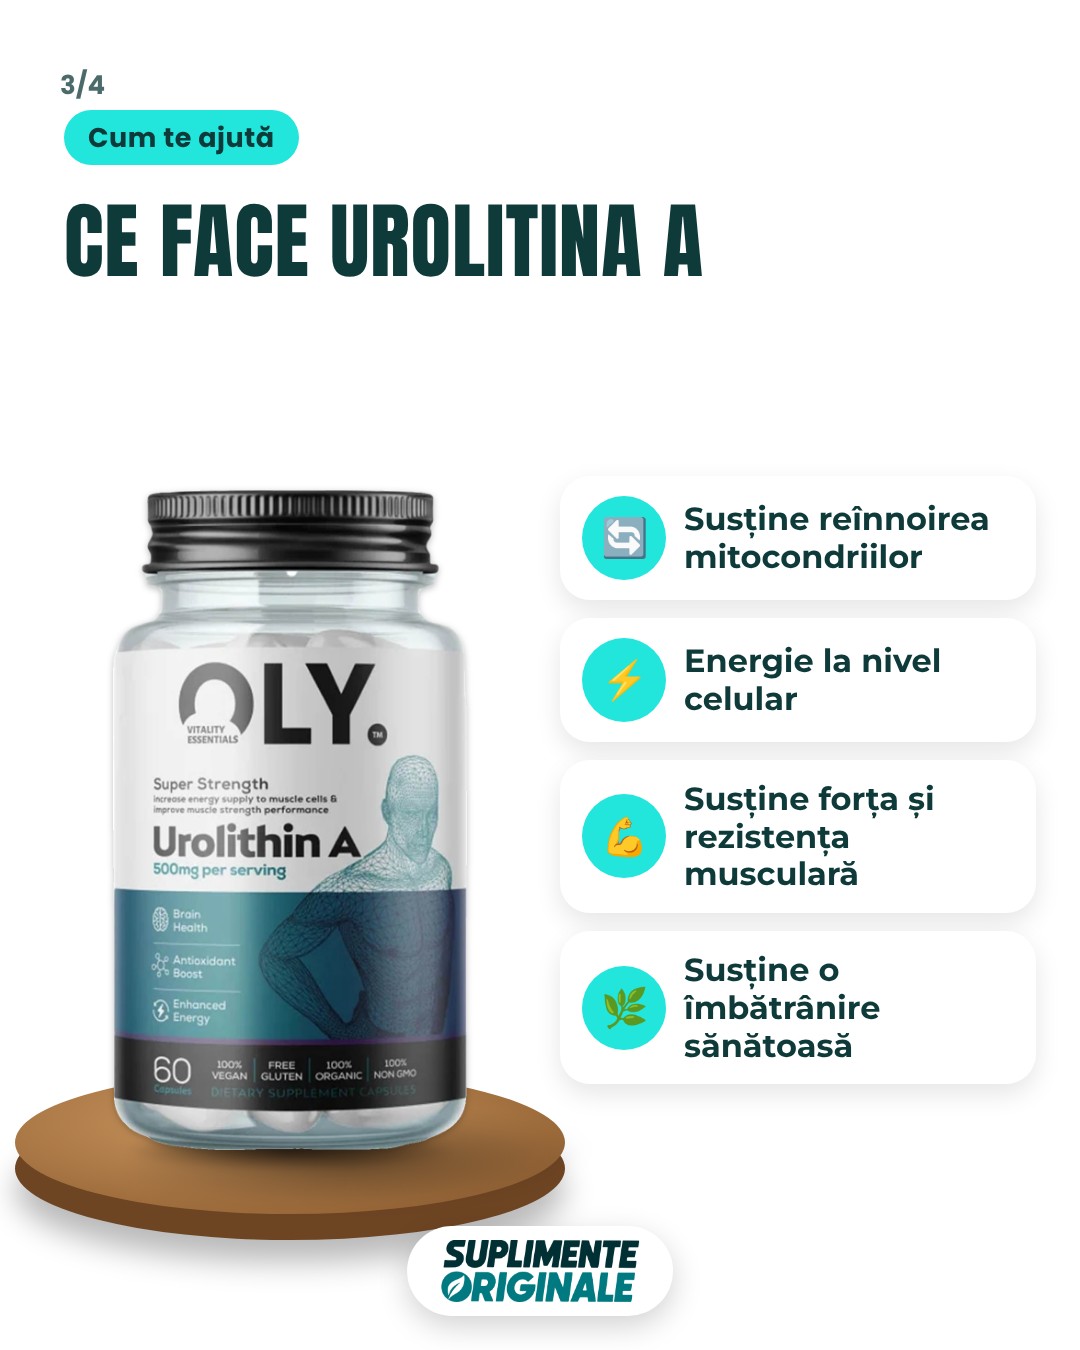 3/4
Cum te ajută
CE FACE UROLITINA A
OLY.
TM
VITALITY
ESSENTIALS
Super Strength
increase energy supply to muscle cells &
improve muscle strength performance
Urolithin A
500mg per serving
Brain
Health
Antioxidant
Boost
Enhanced
Energy
60
Capsules
100%
VEGAN
FREE
GLUTEN
100%
ORGANIC
100%
NON GMO
DIETARY SUPPLEMENT CAPSULES
Susține reînnoirea
mitocondriilor
Energie la nivel
celular
Susține forța și
rezistența
musculară
Susține o
îmbătrânire
sănătoasă
SUPLIMENTE
ORIGINALE